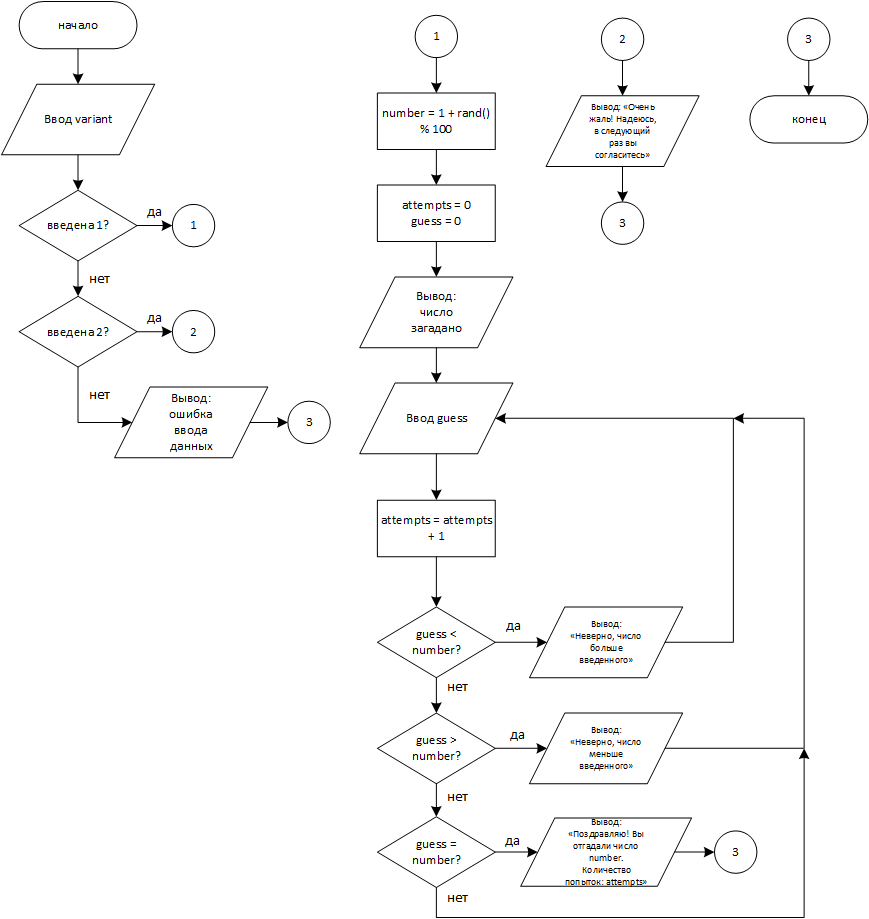 начало
Ввод variant
введена 1?
да
1
нет
введена 2?
да
2
нет
Вывод:
ошибка
ввода
данных
3
1
number = 1 + rand()
% 100
attempts = 0
guess = 0
Вывод:
число
загадано
Ввод guess
attempts = attempts
+ 1
guess <
number?
да
Вывод:
«Неверно, число
больше
введенного»
нет
guess >
number?
да
Вывод:
«Неверно, число
меньше
введенного»
нет
guess =
number?
да
Вывод:
«Поздравляю! Вы
отгадали число
number.
Количество
попыток: attempts»
3
нет
2
Вывод: «Очень
жаль! Надеюсь,
в следующий
раз вы
согласитесь»
3
3
конец